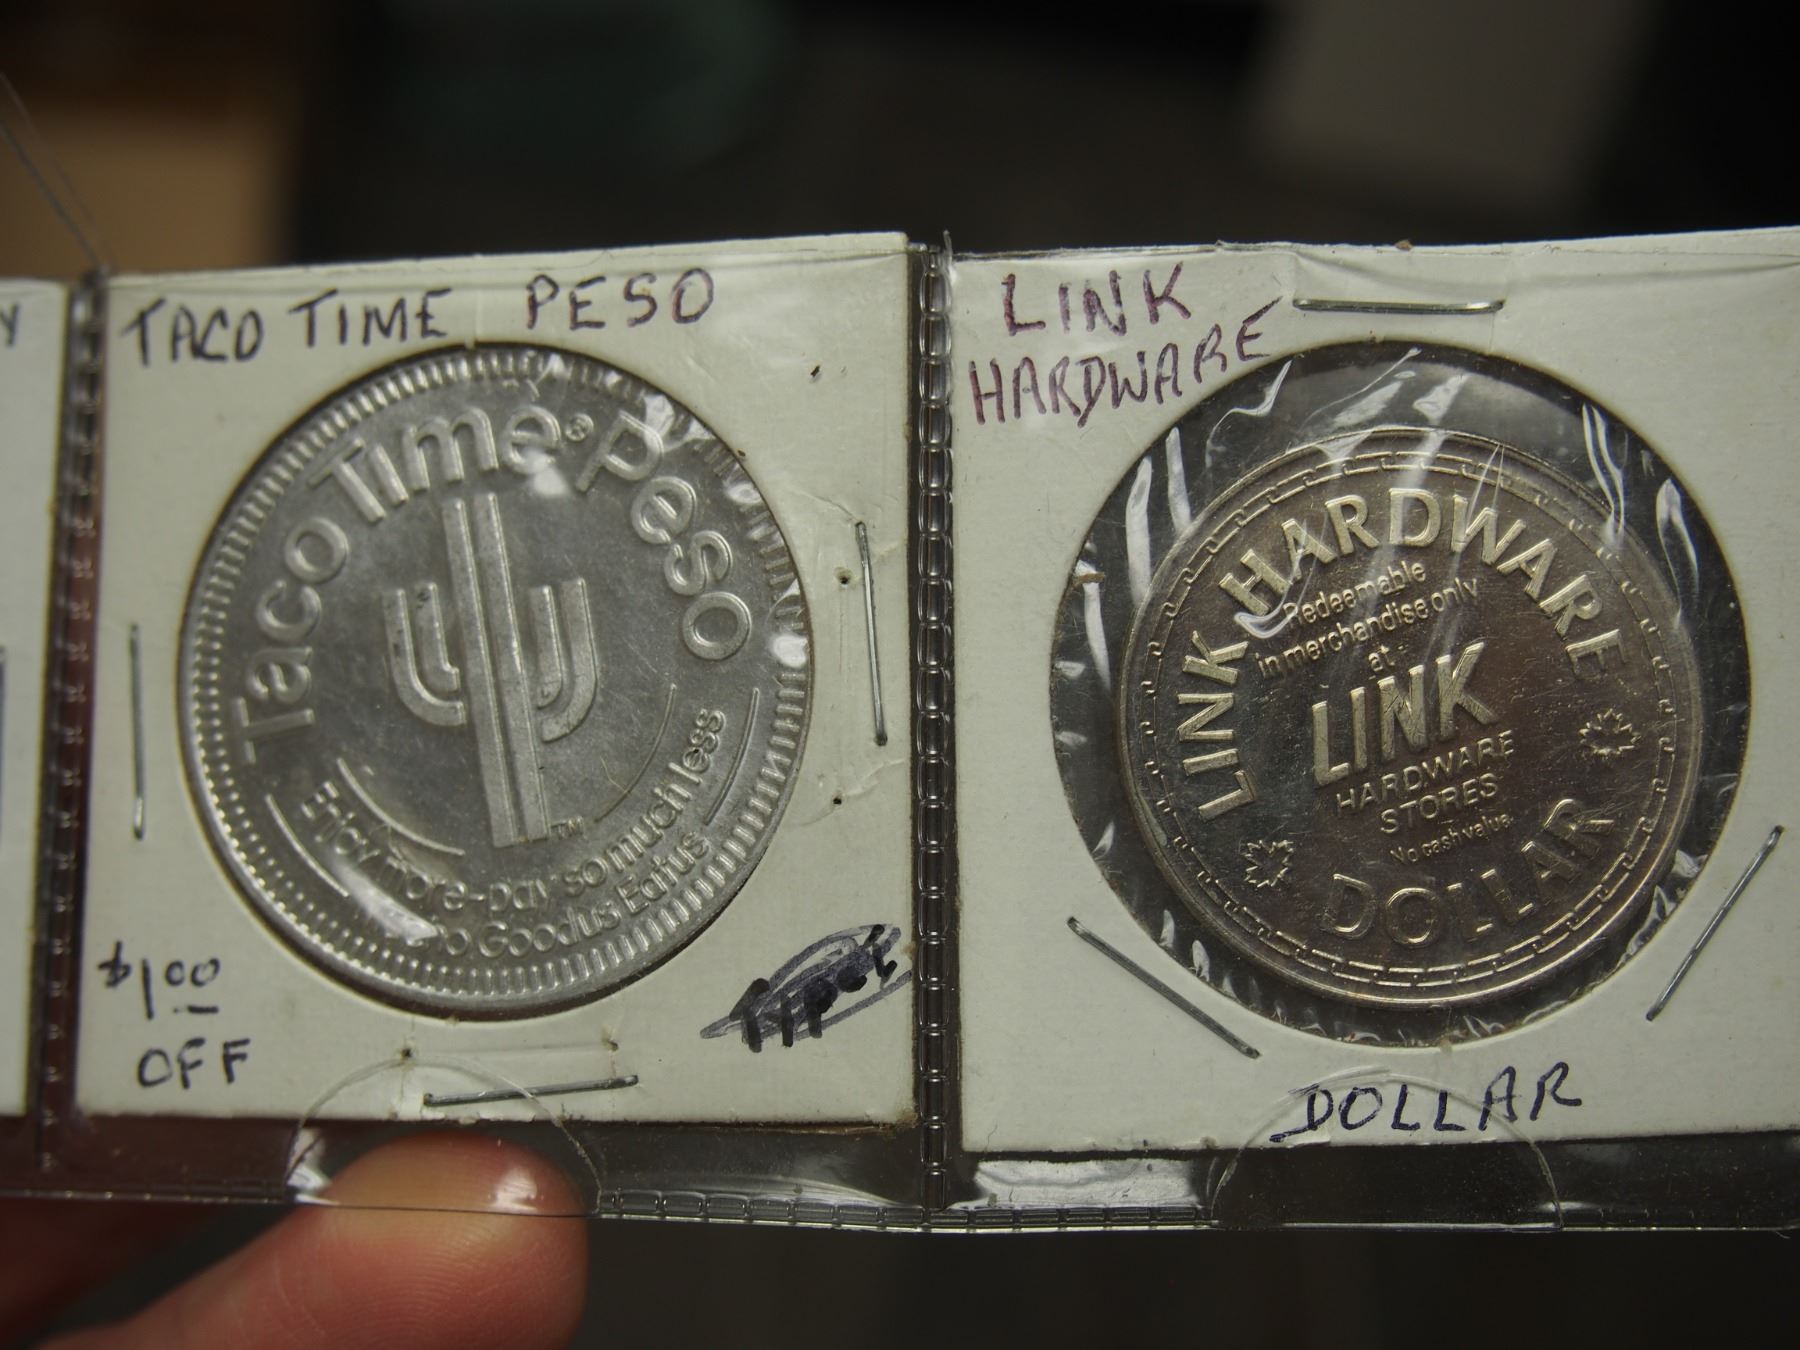 Y
TACO TIME PESO
Taco Time® Peso
TM
Enjoy more-pay so much less
Goodus Eatus
$1.00
OFF
LINK
HARDWARE
LINK HARDWARE
Redeemable
in merchandise only
at
LINK
HARDWARE
STORES
No cash value.
DOLLAR
DOLLAR